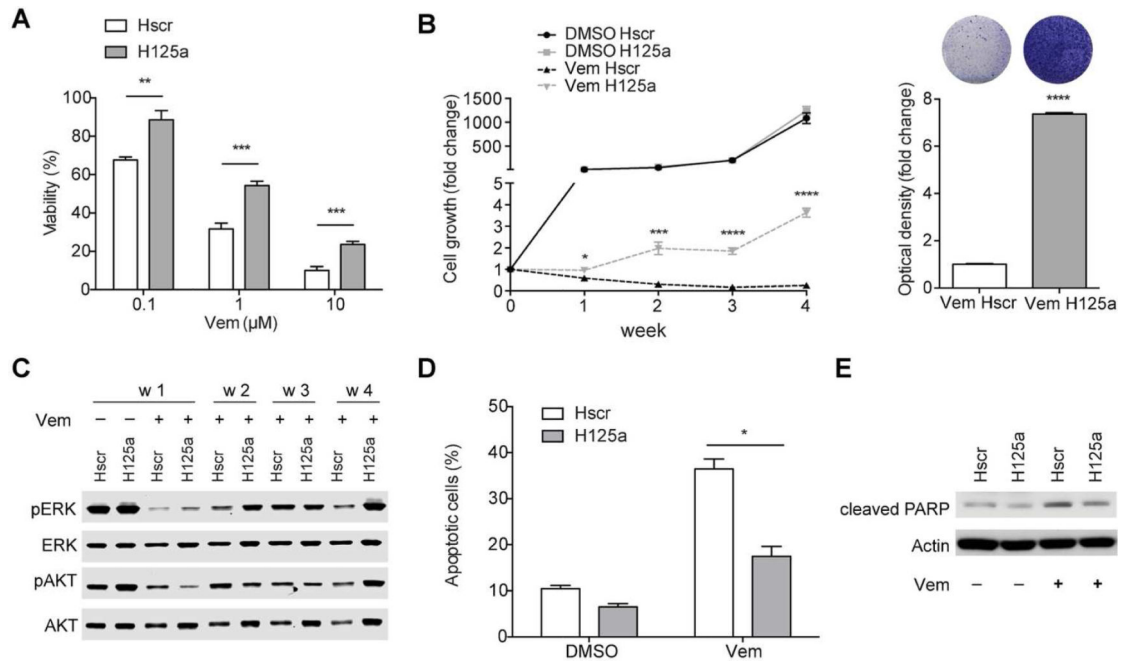 A
Hscr
H125a
**
***
***
100
80
60
40
20
0
Viability (%)
0.1
1
10
Vem (µM)
B
DMSO Hscr
DMSO H125a
Vem Hscr
Vem H125a
1500
1000
500
5
4
3
2
1
0
Cell growth (fold change)
*
***
****
****
0
1
2
3
4
week
****
8
6
4
2
0
Optical density (fold change)
Vem Hscr
Vem H125a
C
w 1
w 2
w 3
w 4
Vem
– – + + + + + + + +
Hscr
H125a
Hscr
H125a
Hscr
H125a
Hscr
H125a
Hscr
H125a
pERK
ERK
pAKT
AKT
D
Hscr
H125a
*
50
40
30
20
10
0
Apoptotic cells (%)
DMSO
Vem
E
Hscr
H125a
Hscr
H125a
cleaved PARP
Actin
Vem – – + +